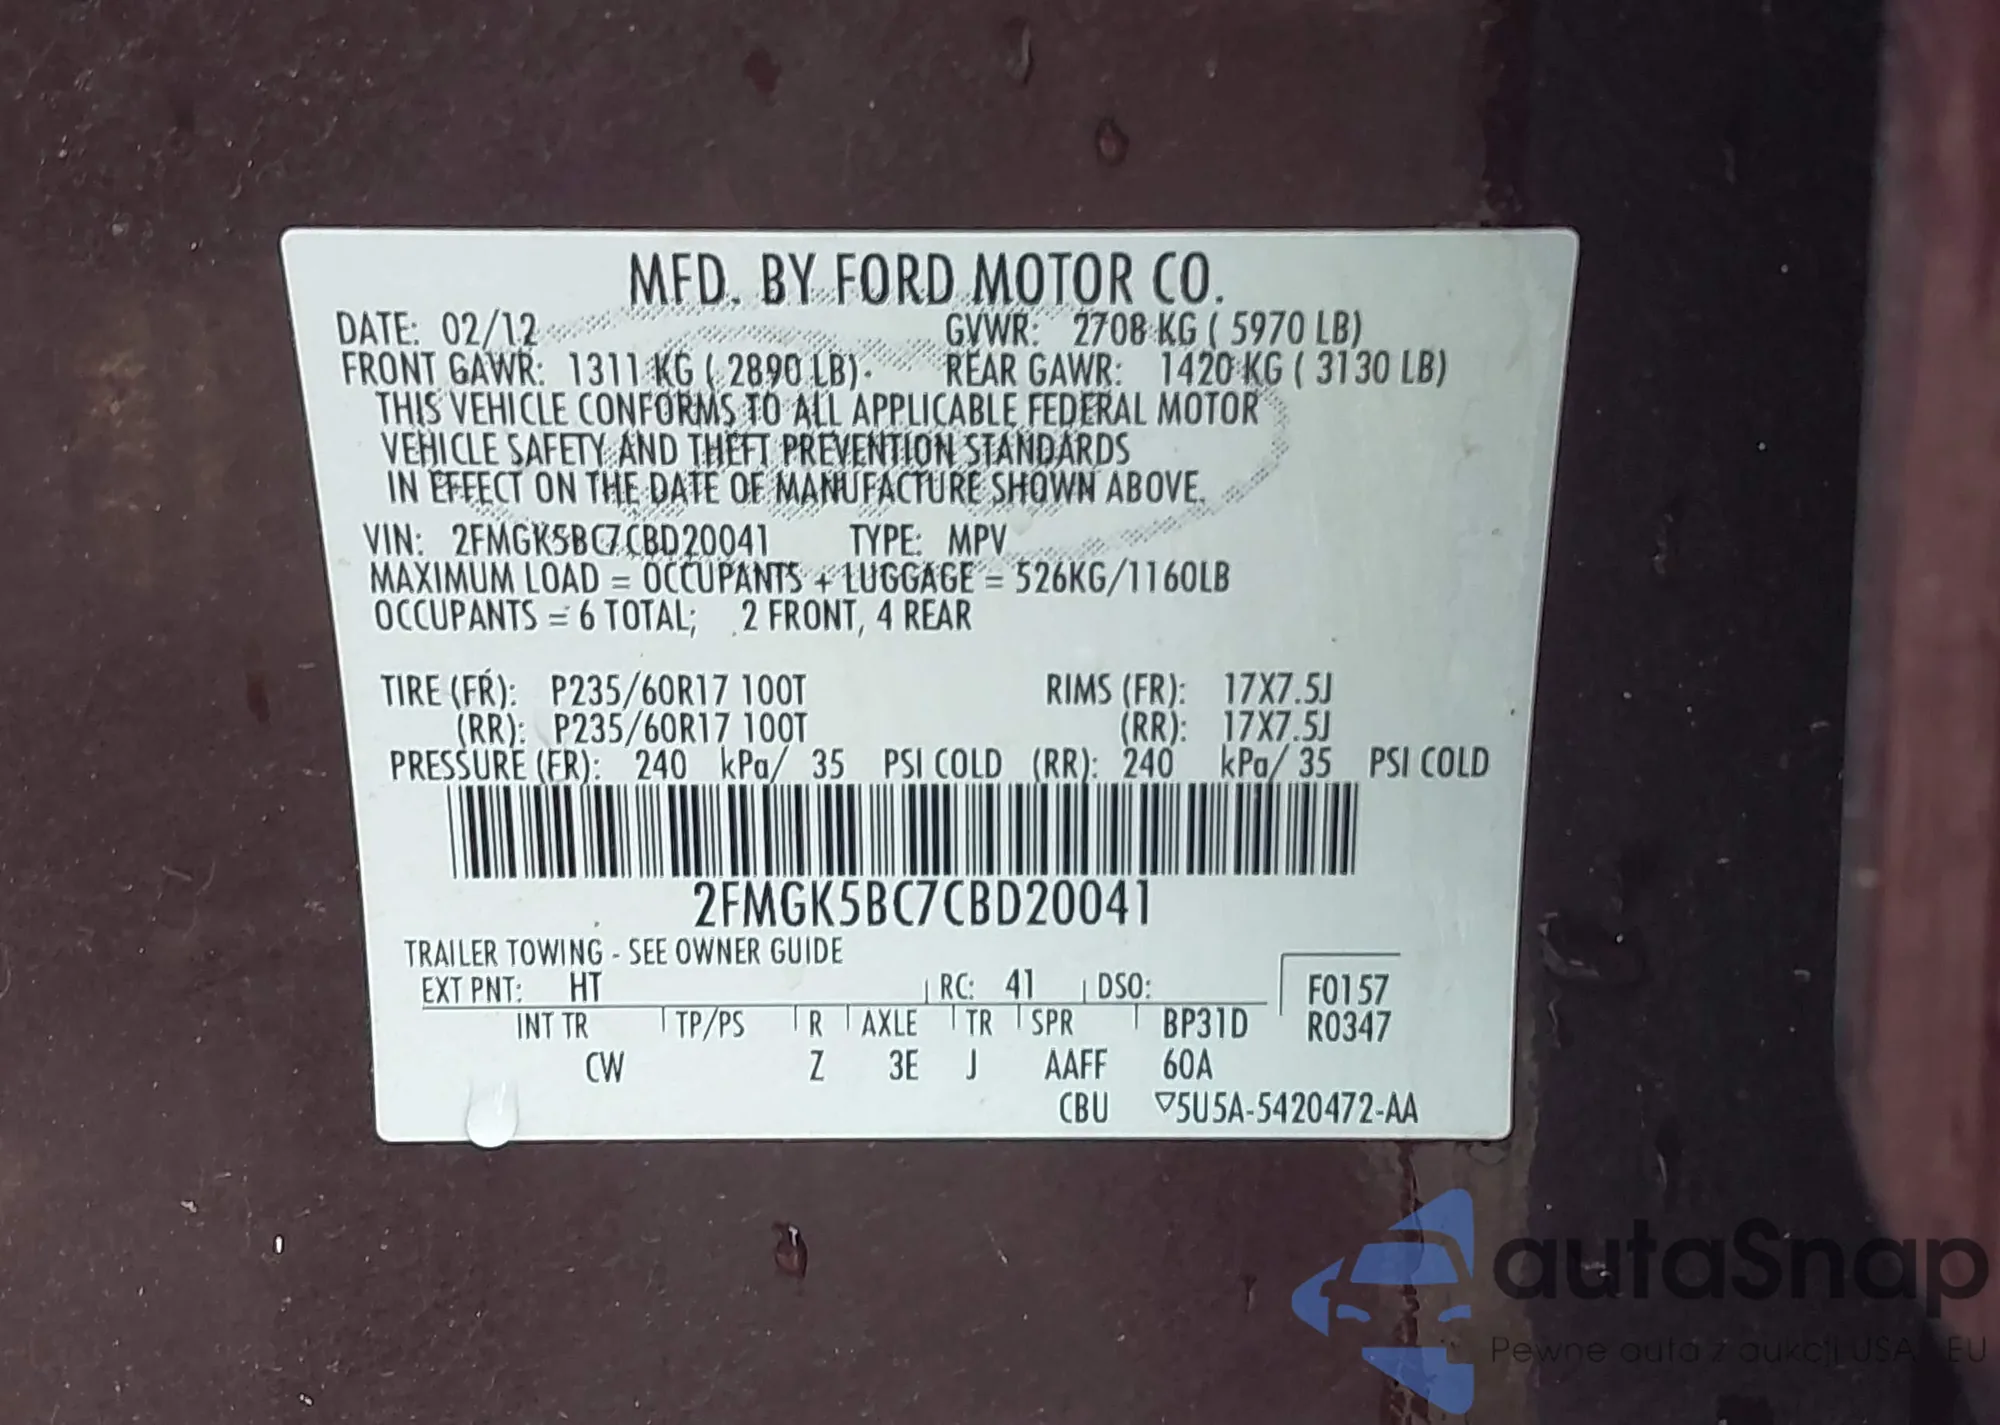 MFD. BY FORD MOTOR CO.
DATE: 02/12 GVWR: 2708 KG ( 5970 LB)
FRONT GAWR: 1311 KG ( 2890 LB) REAR GAWR: 1420 KG ( 3130 LB)
THIS VEHICLE CONFORMS TO ALL APPLICABLE FEDERAL MOTOR
VEHICLE SAFETY AND THEFT PREVENTION STANDARDS
IN EFFECT ON THE DATE OF MANUFACTURE SHOWN ABOVE.
VIN: 2FMGK5BC7CBD20041 TYPE: MPV
MAXIMUM LOAD = OCCUPANTS + LUGGAGE = 526KG/1160LB
OCCUPANTS = 6 TOTAL; 2 FRONT, 4 REAR
TIRE (FR): P235/60R17 100T RIMS (FR): 17X7.5J
(RR): P235/60R17 100T (RR): 17X7.5J
PRESSURE (FR): 240 kPa/ 35 PSI COLD (RR): 240 kPa/ 35 PSI COLD
2FMGK5BC7CBD20041
TRAILER TOWING - SEE OWNER GUIDE
EXT PNT: HT RC: 41 DSO: F0157
INT TR TP/PS R AXLE TR SPR BP31D R0347
CW Z 3E J AAFF 60A
CBU ▽5U5A-5420472-AA
autaSnap
Pewne auta z aukcji USA i EU